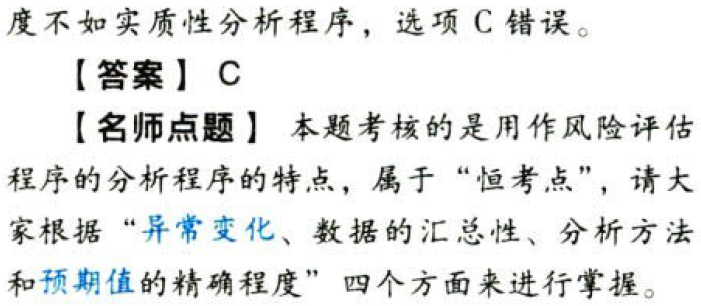 度不如实质性分析程序，选项 C 错误。
【答案】 C
【名师点题】 本题考核的是用作风险评估
程序的分析程序的特点，属于“恒考点”，请大
家根据“异常变化、数据的汇总性、分析方法
和预期值的精确程度”四个方面来进行掌握。